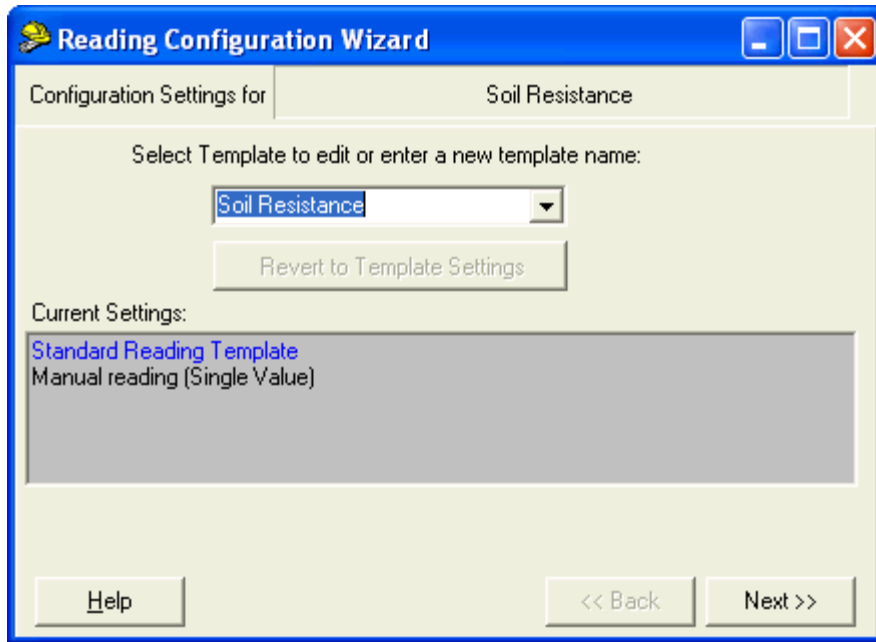 Reading Configuration Wizard
Configuration Settings for Soil Resistance
Select Template to edit or enter a new template name:
Soil Resistance
Revert to Template Settings
Current Settings:
Standard Reading Template
Manual reading (Single Value)
Help << Back Next >>